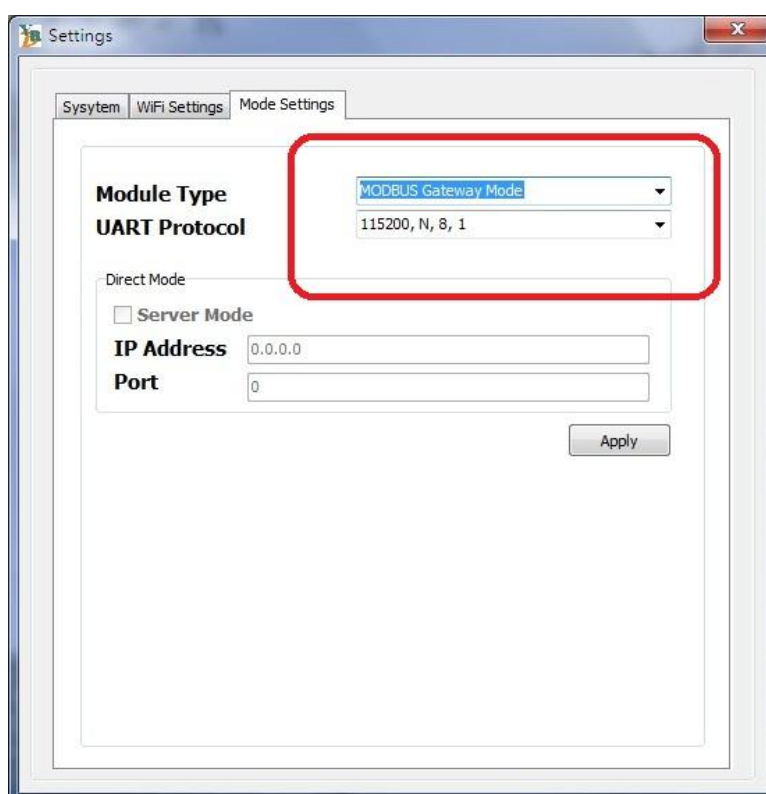 Settings
Sysytem WiFi Settings Mode Settings
Module Type MODBUS Gateway Mode
UART Protocol 115200, N, 8, 1
Direct Mode
Server Mode
IP Address 0.0.0.0
Port 0
Apply